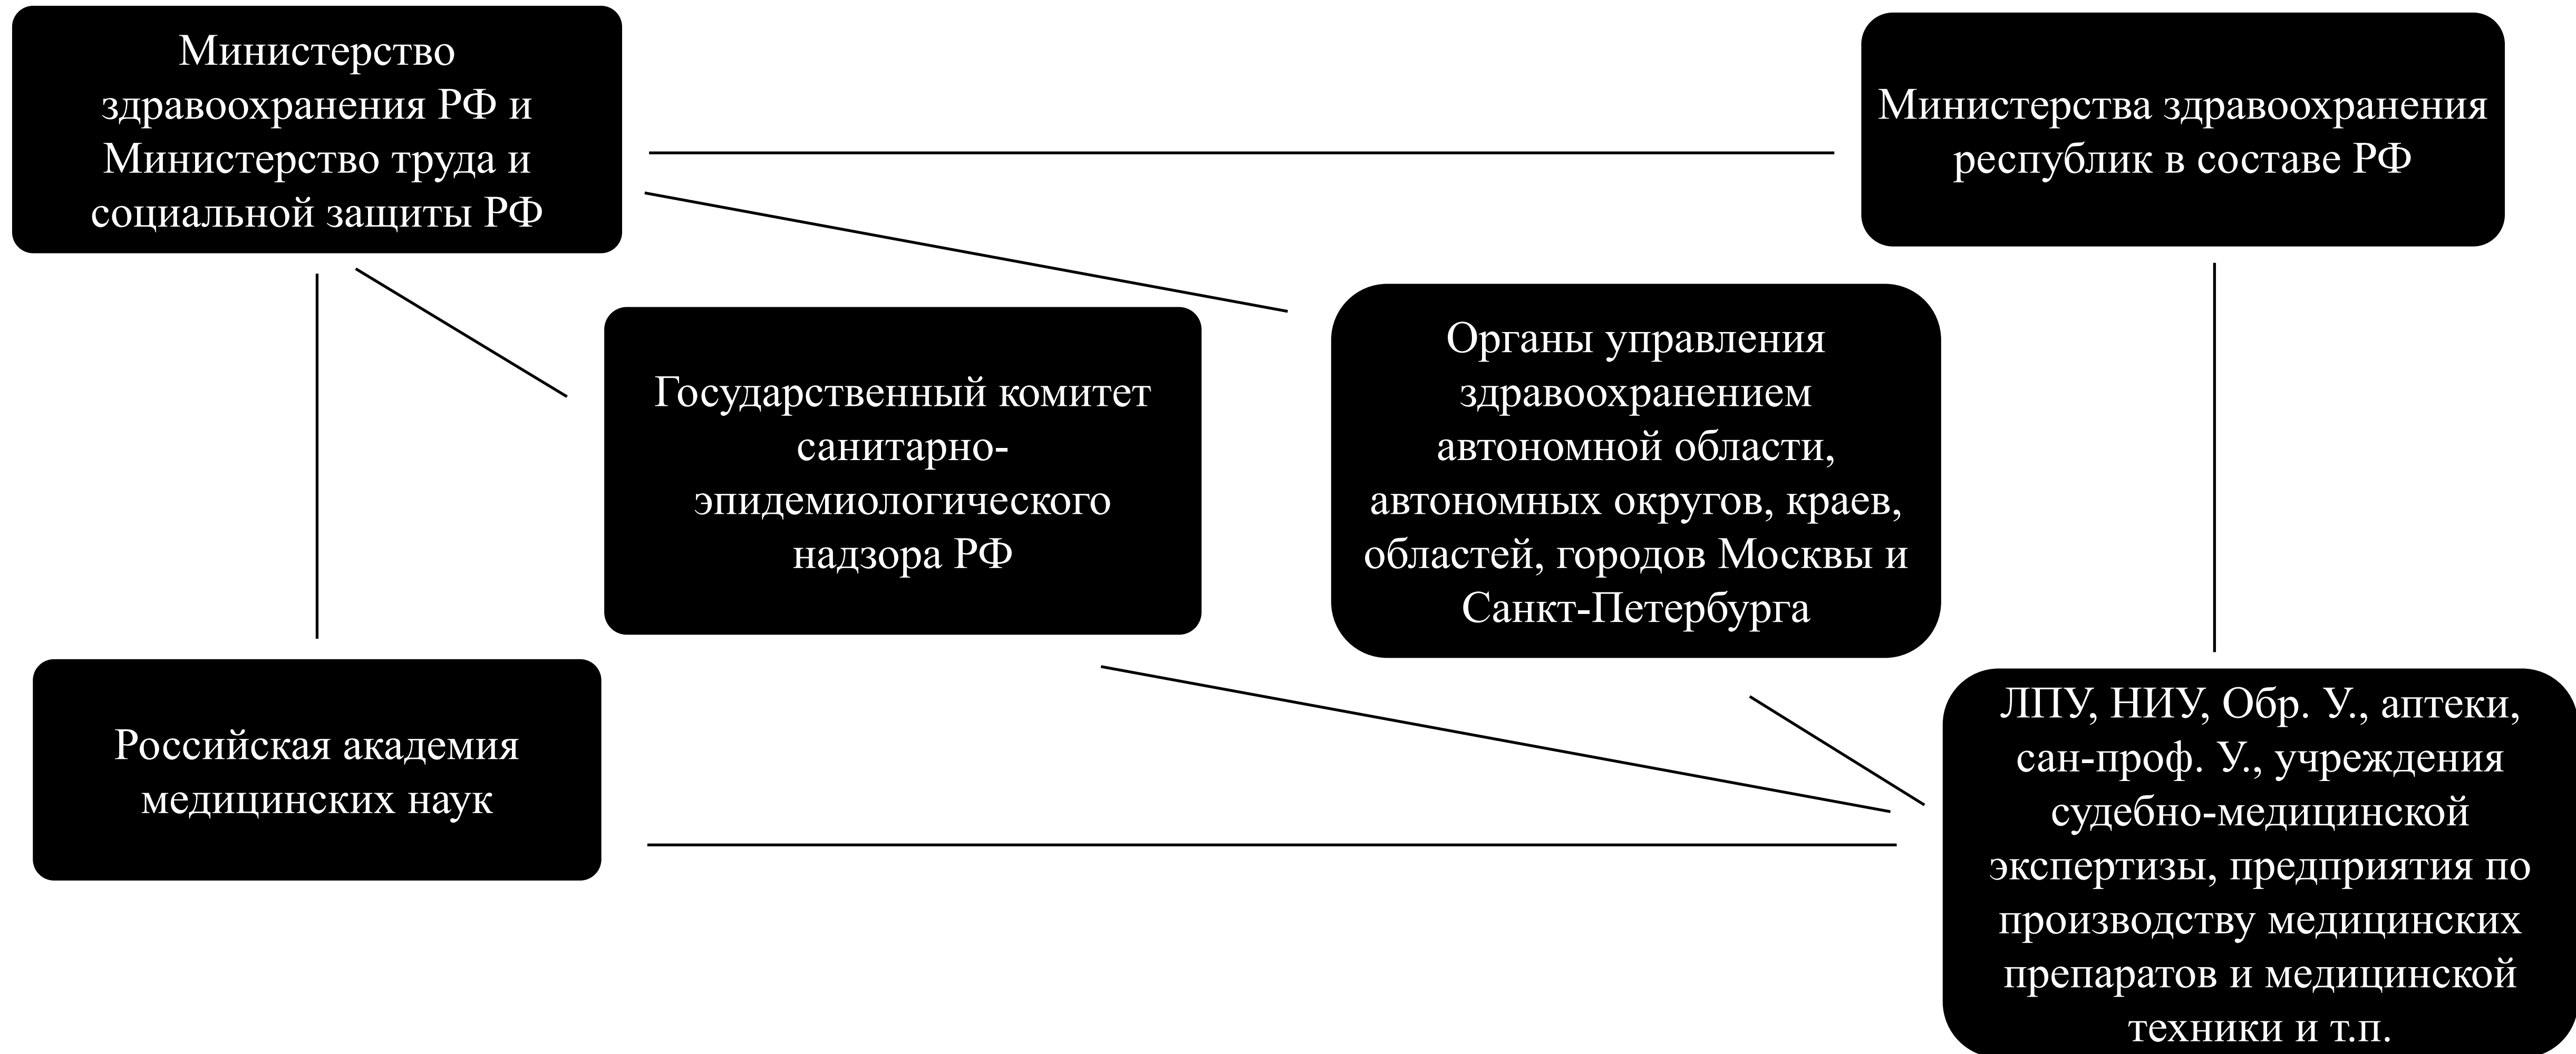 Министерство
здравоохранения РФ и
Министерство труда и
социальной защиты РФ
Министерства здравоохранения
республик в составе РФ
Государственный комитет
санитарно-
эпидемиологического
надзора РФ
Органы управления
здравоохранением
автономной области,
автономных округов, краев,
областей, городов Москвы и
Санкт-Петербурга
Российская академия
медицинских наук
ЛПУ, НИУ, Обр. У., аптеки,
сан-проф. У., учреждения
судебно-медицинской
экспертизы, предприятия по
производству медицинских
препаратов и медицинской
техники и т.п.